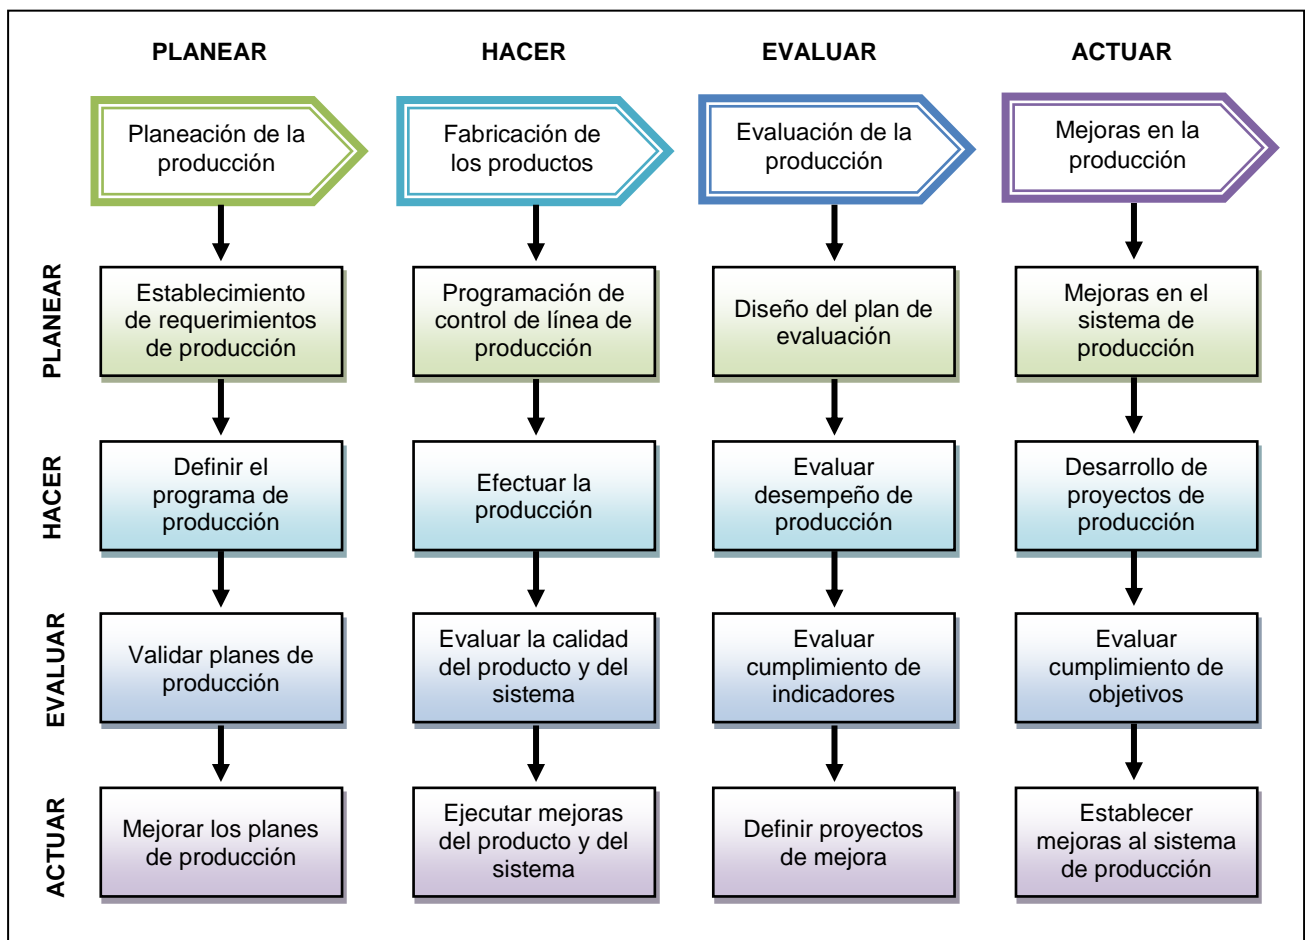 PLANEAR
HACER
EVALUAR
ACTUAR
Planeación de la
producción
Fabricación de
los productos
Evaluación de la
producción
Mejoras en la
producción
PLANEAR
Establecimiento
de requerimientos
de producción
Programación de
control de línea de
producción
Diseño del plan de
evaluación
Mejoras en el
sistema de
producción
HACER
Definir el
programa de
producción
Efectuar la
producción
Evaluar
desempeño de
producción
Desarrollo de
proyectos de
producción
EVALUAR
Validar planes de
producción
Evaluar la calidad
del producto y del
sistema
Evaluar
cumplimiento de
indicadores
Evaluar
cumplimiento de
objetivos
ACTUAR
Mejorar los planes
de producción
Ejecutar mejoras
del producto y del
sistema
Definir proyectos
de mejora
Establecer
mejoras al sistema
de producción